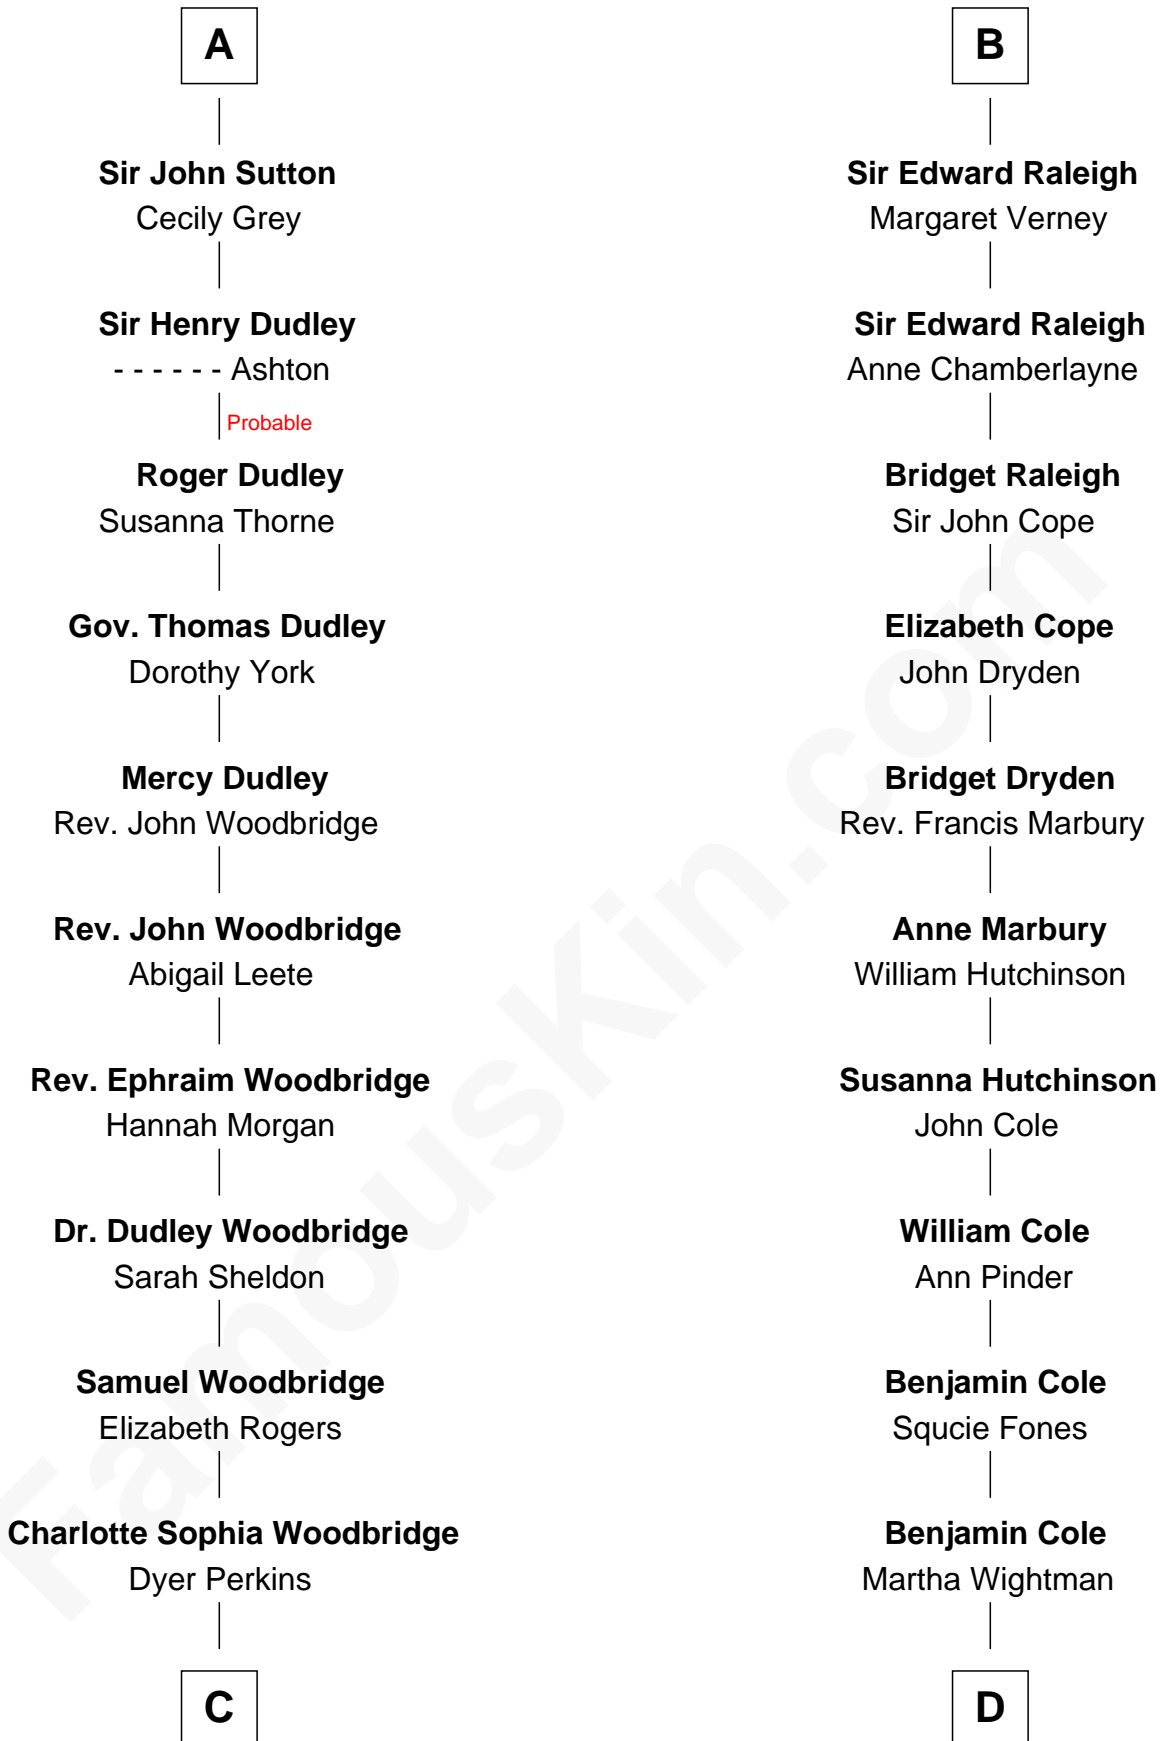 A
Sir John Sutton
Cecily Grey
Sir Henry Dudley
- - - - - - Ashton
Probable
Roger Dudley
Susanna Thorne
Gov. Thomas Dudley
Dorothy York
Mercy Dudley
Rev. John Woodbridge
Rev. John Woodbridge
Abigail Leete
Rev. Ephraim Woodbridge
Hannah Morgan
Dr. Dudley Woodbridge
Sarah Sheldon
Samuel Woodbridge
Elizabeth Rogers
Charlotte Sophia Woodbridge
Dyer Perkins
C
B
Sir Edward Raleigh
Margaret Verney
Sir Edward Raleigh
Anne Chamberlayne
Bridget Raleigh
Sir John Cope
Elizabeth Cope
John Dryden
Bridget Dryden
Rev. Francis Marbury
Anne Marbury
William Hutchinson
Susanna Hutchinson
John Cole
William Cole
Ann Pinder
Benjamin Cole
Squcie Fones
Benjamin Cole
Martha Wightman
D
FamousKin.com